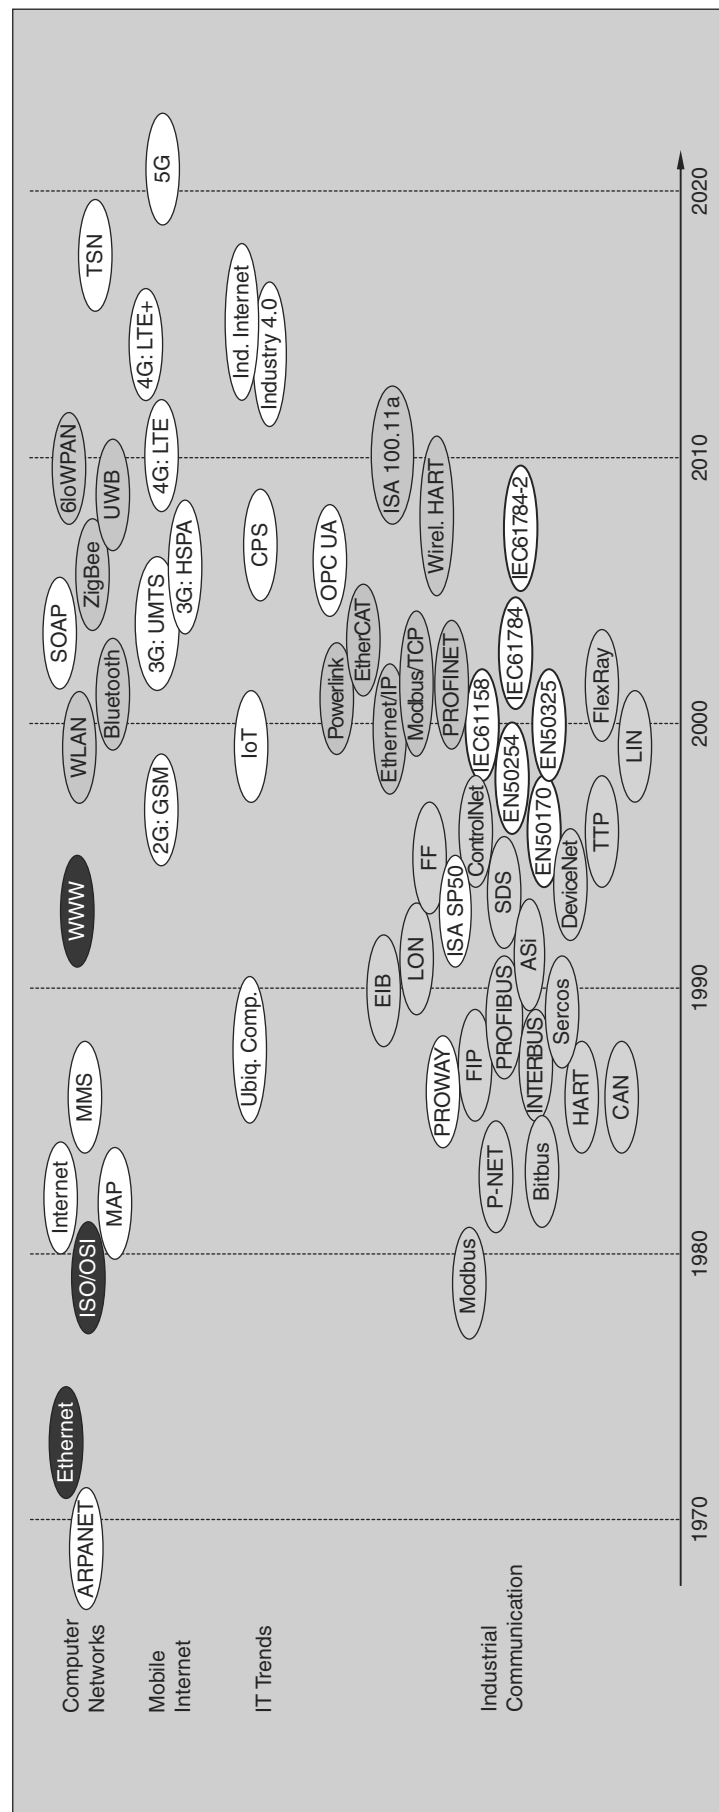 Computer
Networks
ARPANET
Ethernet
ISO/OSI
Internet
MAP
MMS
WWW
WLAN
Bluetooth
SOAP
ZigBee
UWB
6loWPAN
TSN
Mobile
Internet
2G: GSM
3G: UMTS
3G: HSPA
4G: LTE
4G: LTE+
5G
IT Trends
Ubiq. Comp.
IoT
CPS
Industry 4.0
Ind. Internet
Industrial
Communication
Powerlink
EtherCAT
OPC UA
EIB
LON
Ethernet/IP
Modbus/TCP
ISA 100.11a
PROWAY
ISA SP50
FF
PROFINET
Wirel. HART
Modbus
P-NET
FIP
PROFIBUS
SDS
ControlNet
IEC61158
EN50254
IEC61784
IEC61784-2
Bitbus
INTERBUS
ASi
Sercos
EN50170
EN50325
DeviceNet
HART
CAN
TTP
FlexRay
LIN
1970
1980
1990
2000
2010
2020